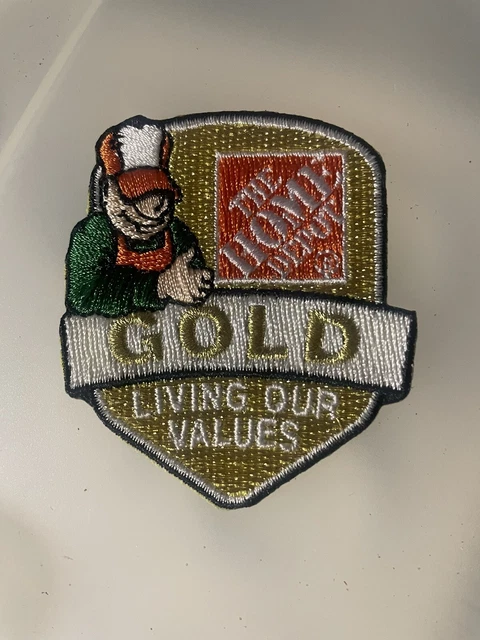 THE
HOME
DEPOT
®
GOLD
LIVING OUR
VALUES